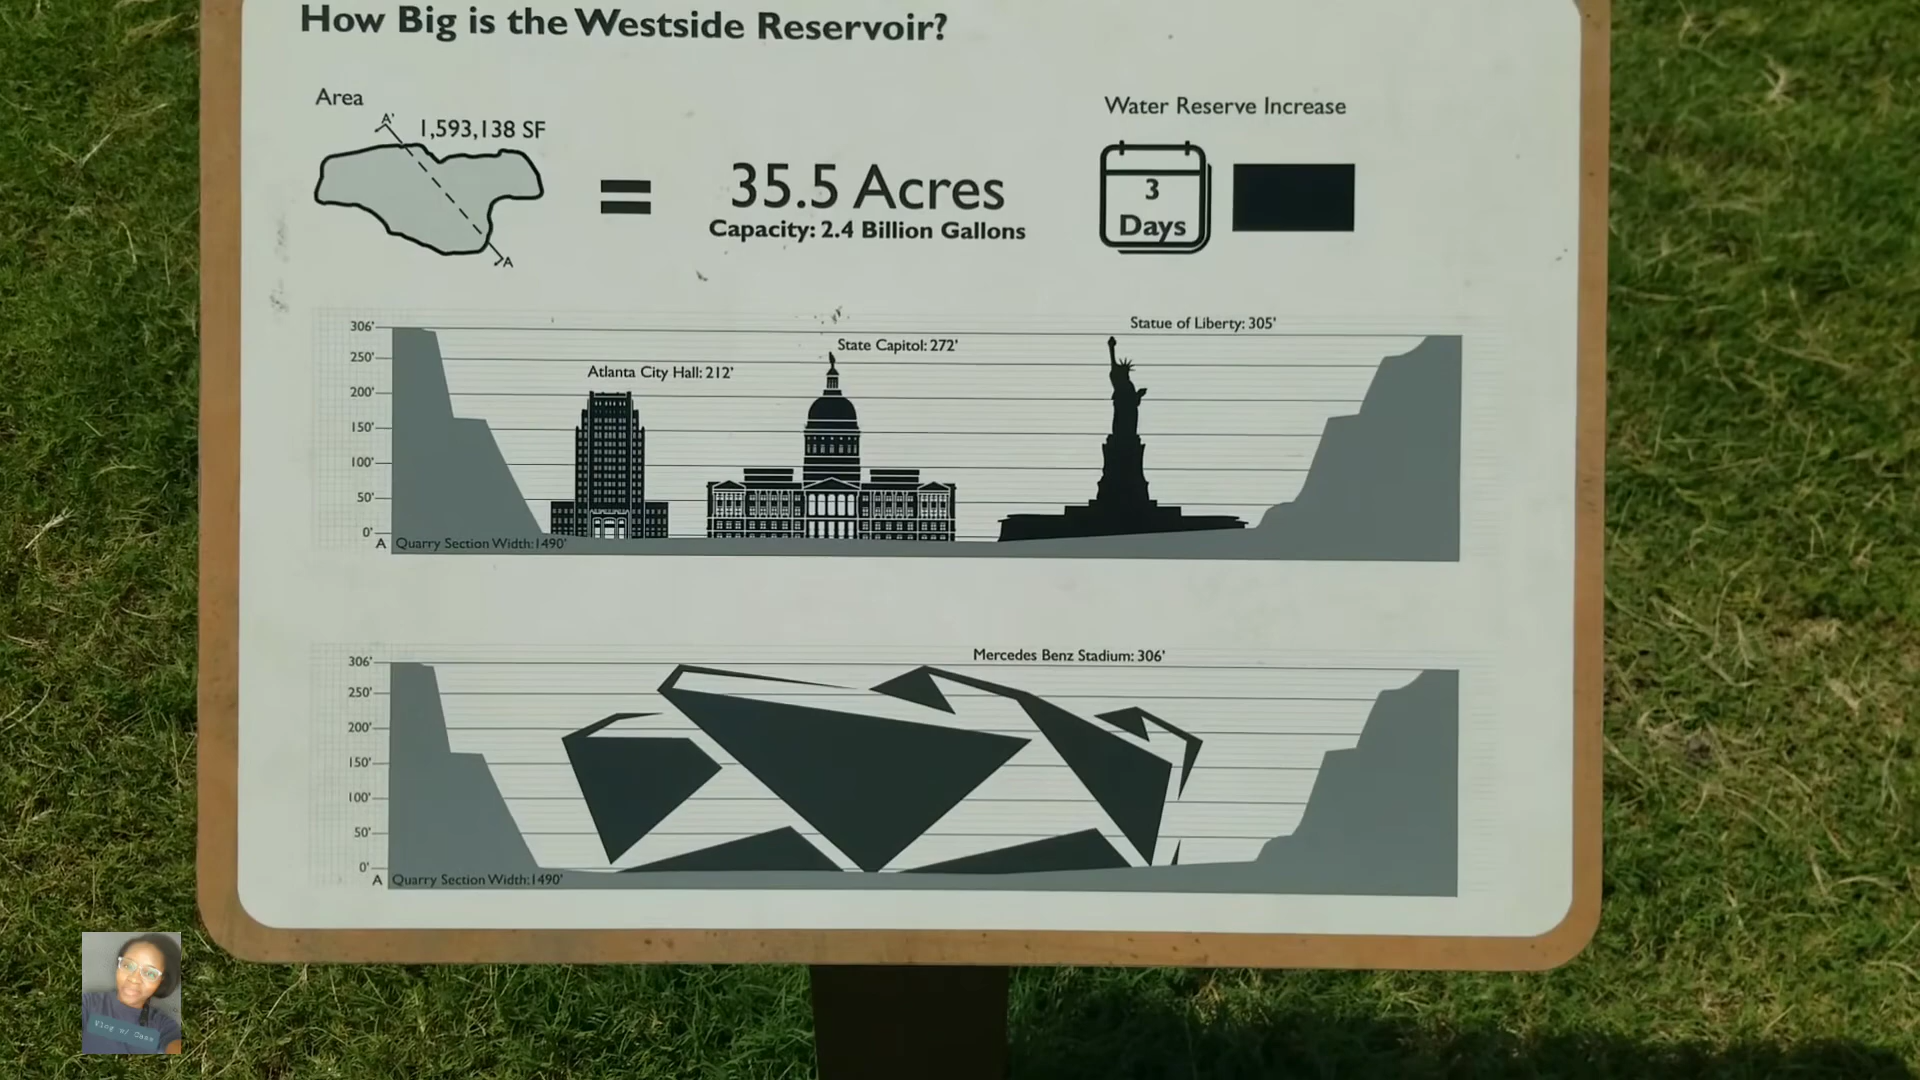 How Big is the Westside Reservoir?
Area
A'
1,593,138 SF
A
=
35.5 Acres
Capacity: 2.4 Billion Gallons
Water Reserve Increase
3
Days
306'
250'
200'
150'
100'
50'
0'
A
Atlanta City Hall: 212'
State Capitol: 272'
Statue of Liberty: 305'
Quarry Section Width:1490'
306'
250'
200'
150'
100'
50'
0'
A
Mercedes Benz Stadium: 306'
Quarry Section Width:1490'
Vlog w/ Cass